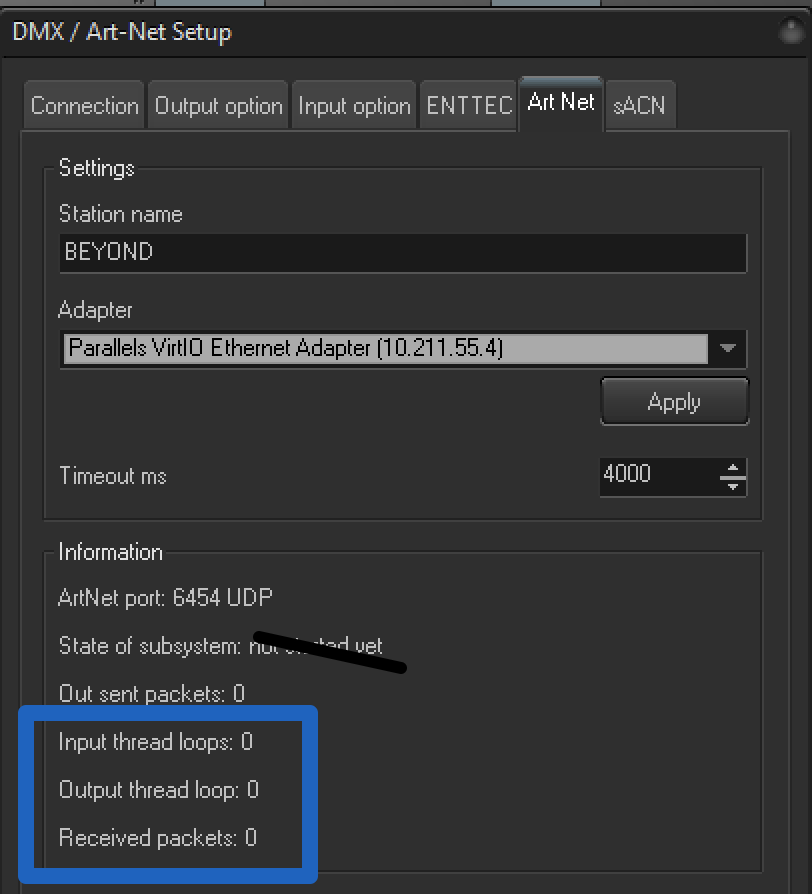 DMX / Art-Net Setup
Connection
Output option
Input option
ENTTEC
Art Net
sACN
Settings
Station name
BEYOND
Adapter
Parallels VirtIO Ethernet Adapter (10.211.55.4)
Apply
Timeout ms
4000
Information
ArtNet port: 6454 UDP
State of subsystem: not started yet
Out sent packets: 0
Input thread loops: 0
Output thread loop: 0
Received packets: 0